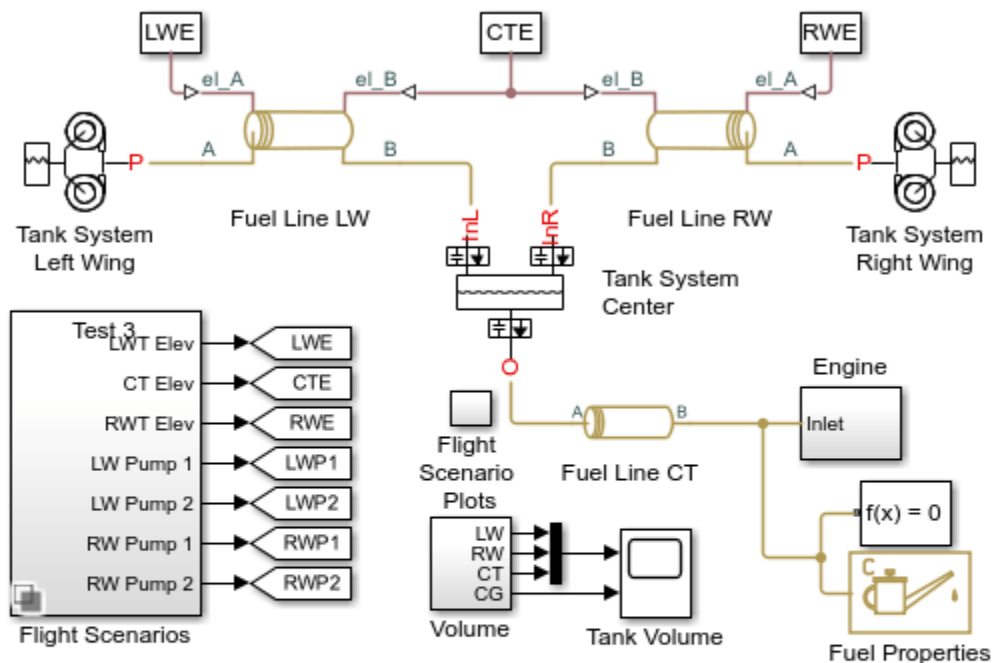 LWE
CTE
RWE
el_A
el_B
el_B
el_A
P
A
B
B
A
P
Fuel Line LW
Fuel Line RW
Tank System
Left Wing
InL
InR
Tank System
Right Wing
Tank System
Center
Test 3
LWT Elev
LWE
CT Elev
CTE
RWT Elev
RWE
LW Pump 1
LWP1
LW Pump 2
LWP2
RW Pump 1
RWP1
RW Pump 2
RWP2
Flight Scenarios
O
Flight
Scenario
Plots
A
B
Fuel Line CT
Engine
Inlet
LW
RW
CT
CG
Volume
Tank Volume
f(x) = 0
C
Fuel Properties